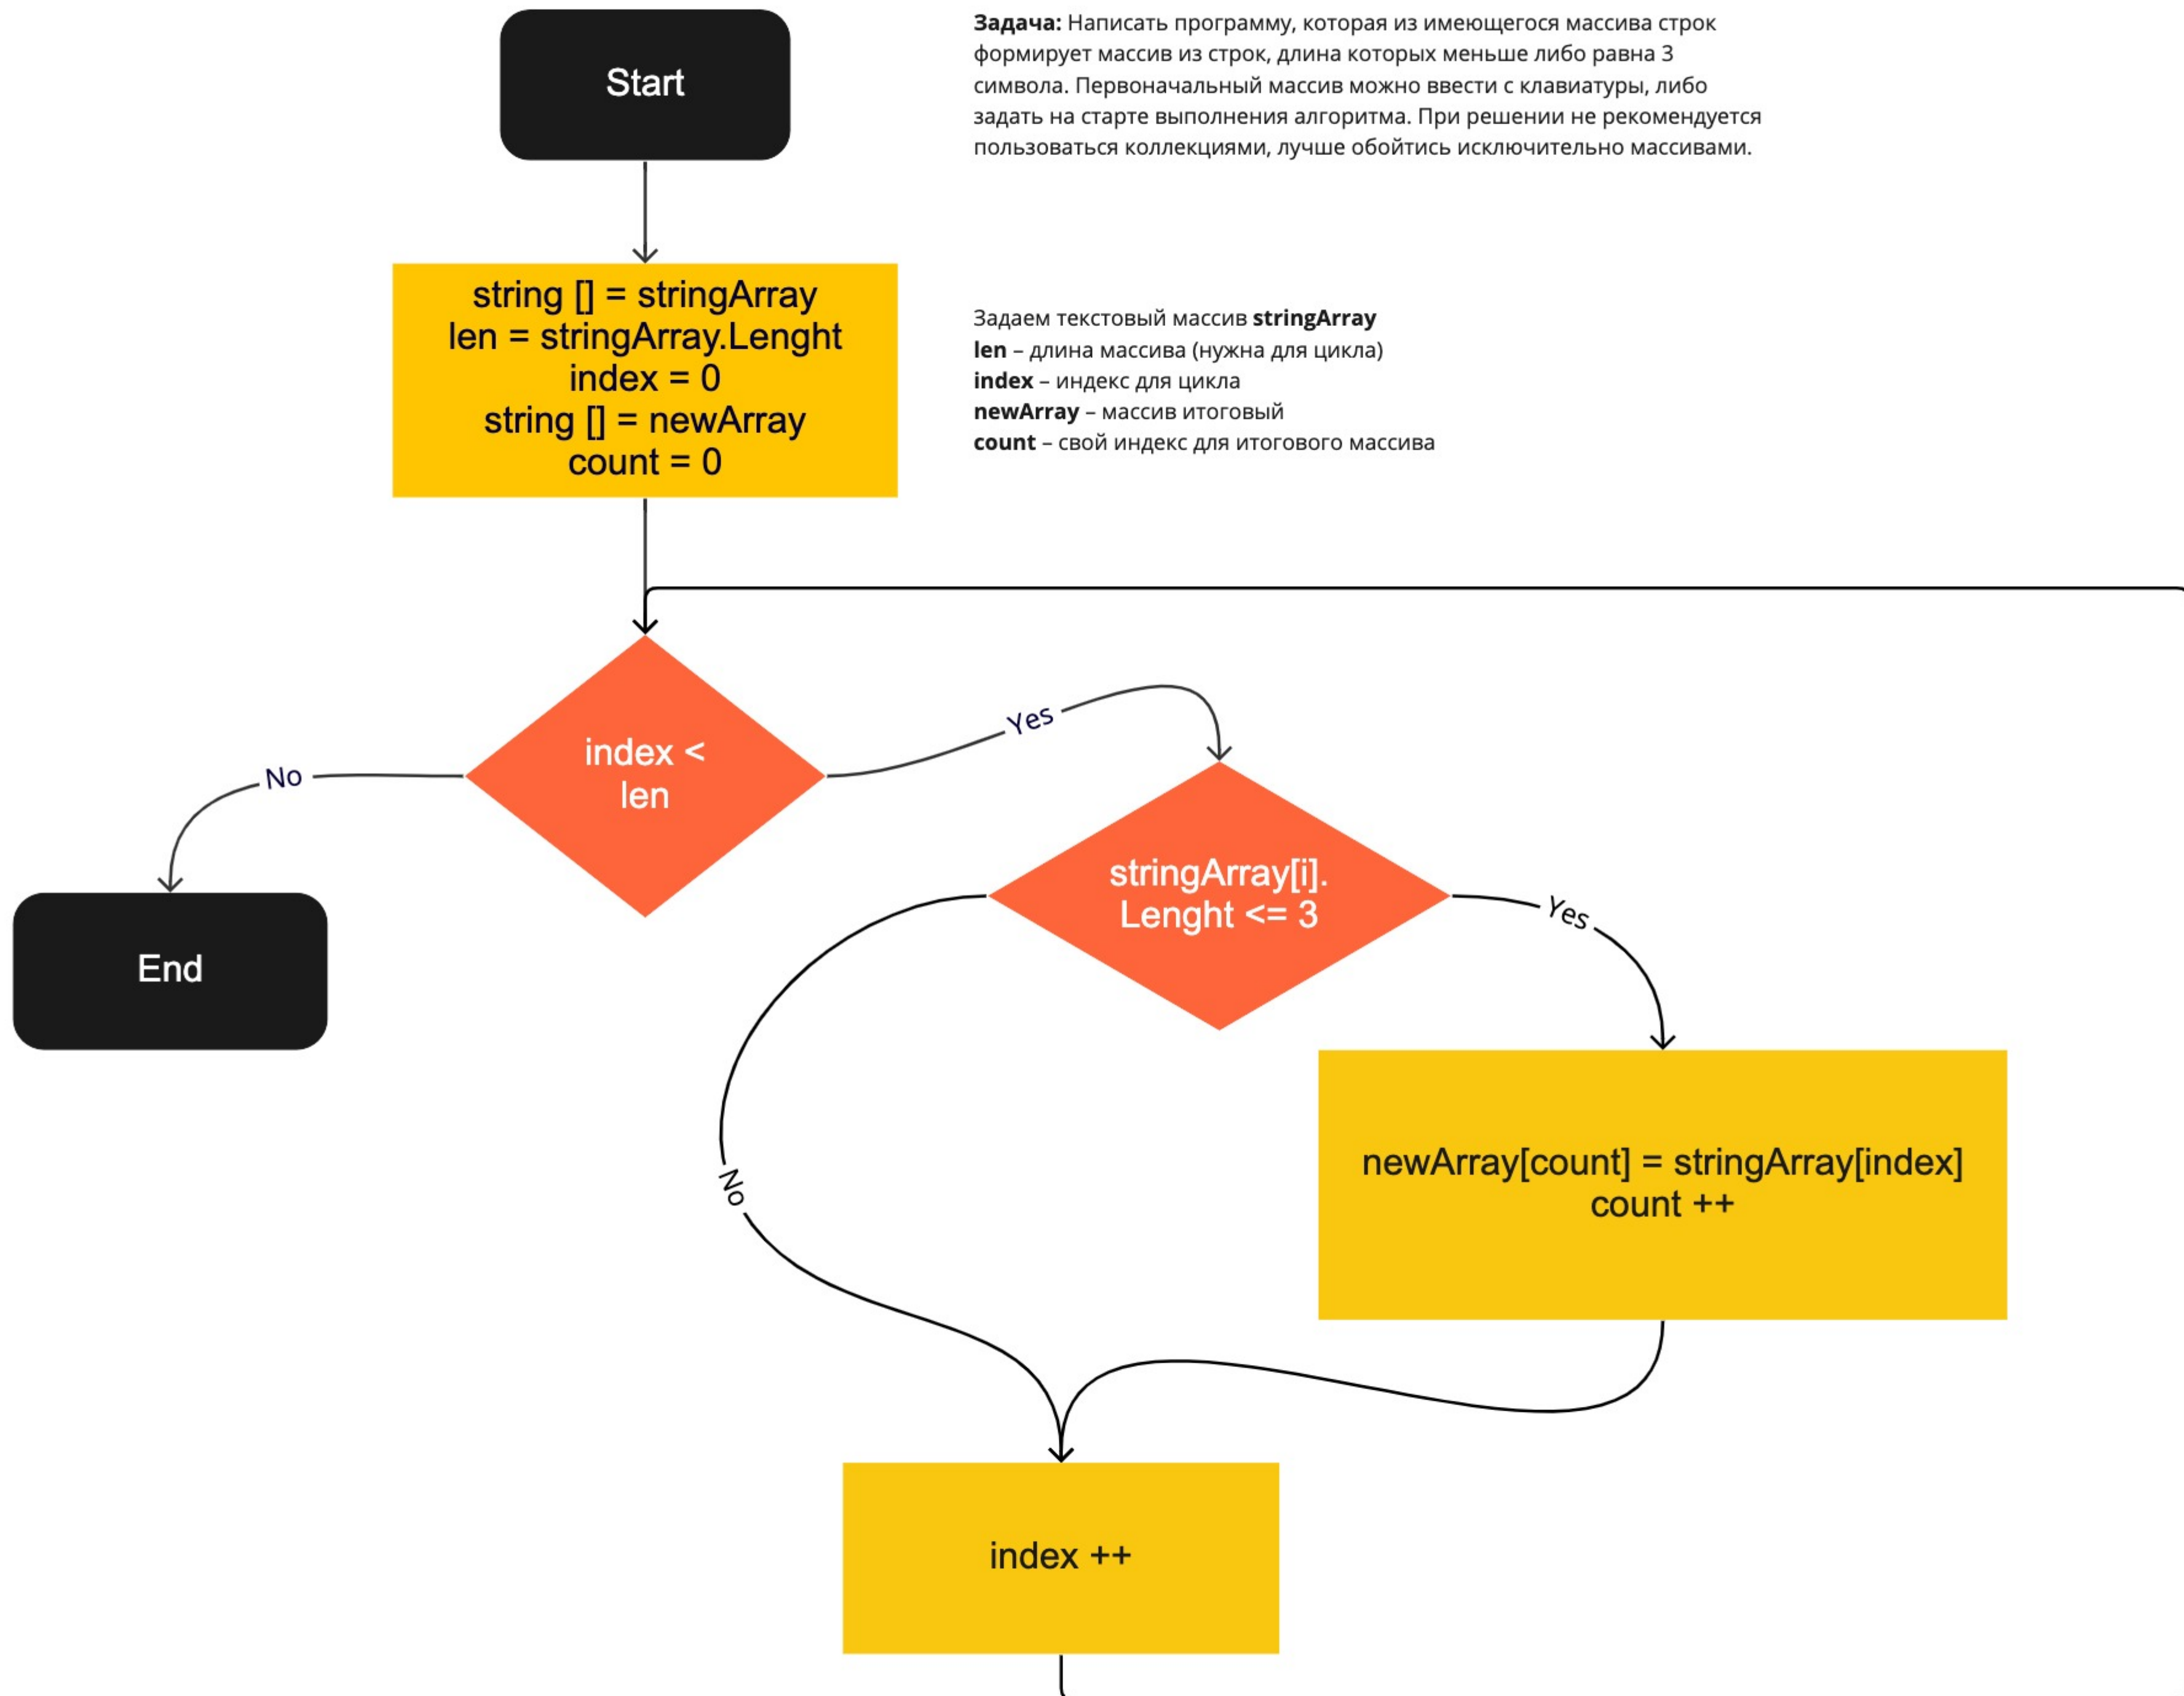 Start
Задача: Написать программу, которая из имеющегося массива строк
формирует массив из строк, длина которых меньше либо равна 3
символа. Первоначальный массив можно ввести с клавиатуры, либо
задать на старте выполнения алгоритма. При решении не рекомендуется
пользоваться коллекциями, лучше обойтись исключительно массивами.
string [] = stringArray
len = stringArray.Lenght
index = 0
string [] = newArray
count = 0
Задаем текстовый массив stringArray
len – длина массива (нужна для цикла)
index – индекс для цикла
newArray – массив итоговый
count – свой индекс для итогового массива
index <
len
Yes
No
End
stringArray[i].
Lenght <= 3
Yes
No
newArray[count] = stringArray[index]
count ++
index ++